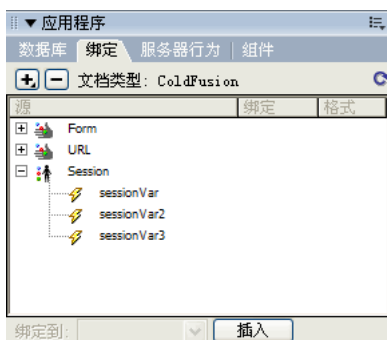 应用程序
数据库 绑定 服务器行为 组件
文档类型: ColdFusion
源 绑定 格式
Form
URL
Session
sessionVar
sessionVar2
sessionVar3
绑定到: 插入